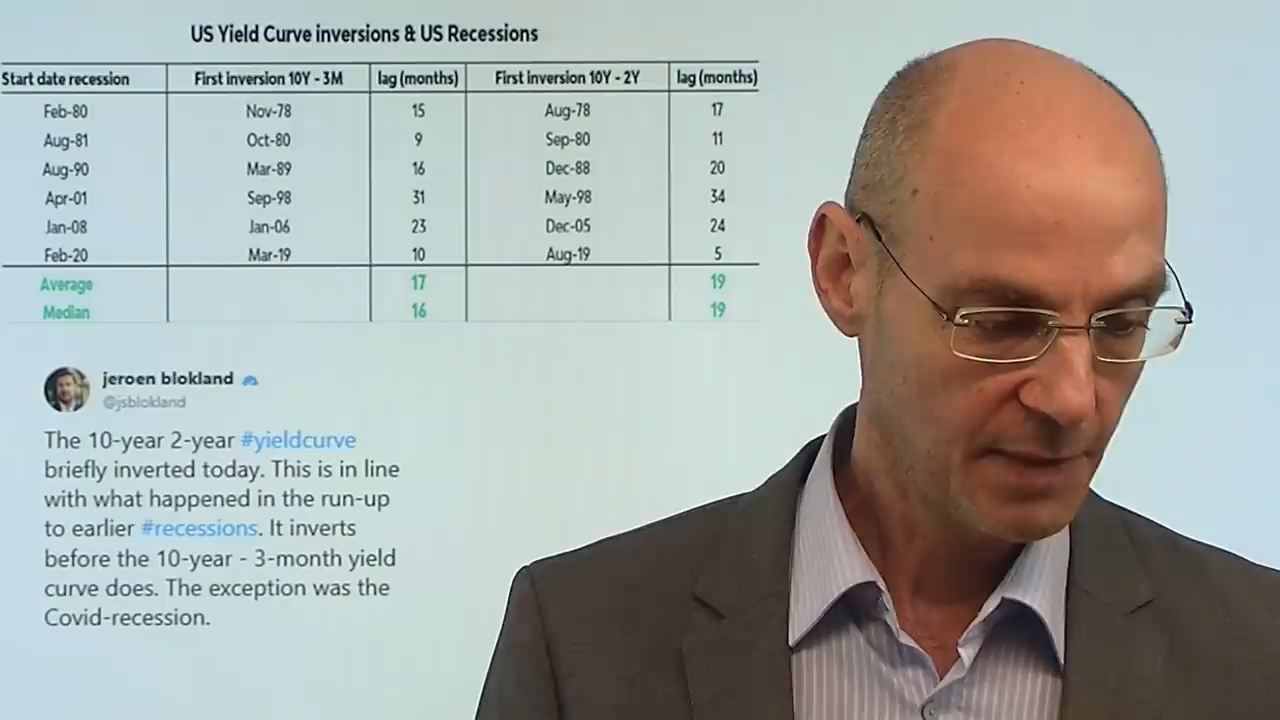 US Yield Curve inversions & US Recessions
Start date recession First inversion 10Y - 3M lag (months) First inversion 10Y - 2Y lag (months)
Feb-80 Nov-78 15 Aug-78 17
Aug-81 Oct-80 9 Sep-80 11
Aug-90 Mar-89 16 Dec-88 20
Apr-01 Sep-98 31 May-98 34
Jan-08 Jan-06 23 Dec-05 24
Feb-20 Mar-19 10 Aug-19 5
Average 17 19
Median 16 19
jeroen blokland
@jsblokland
The 10-year 2-year #yieldcurve
briefly inverted today. This is in line
with what happened in the run-up
to earlier #recessions. It inverts
before the 10-year - 3-month yield
curve does. The exception was the
Covid-recession.